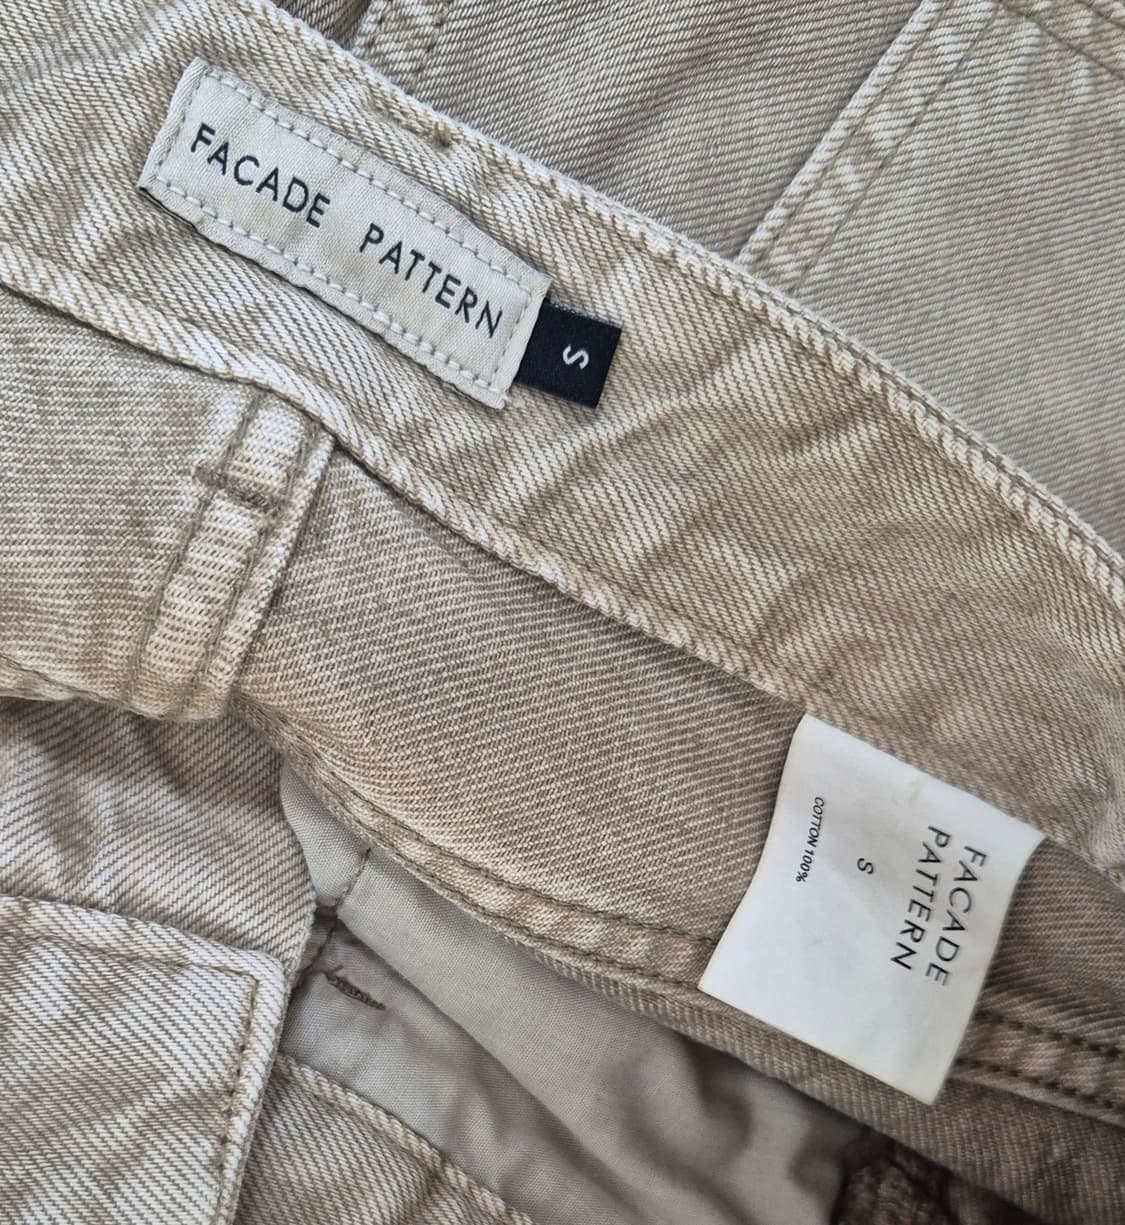 FACADE PATTERN
S
FACADE
PATTERN
S
COTTON 100%